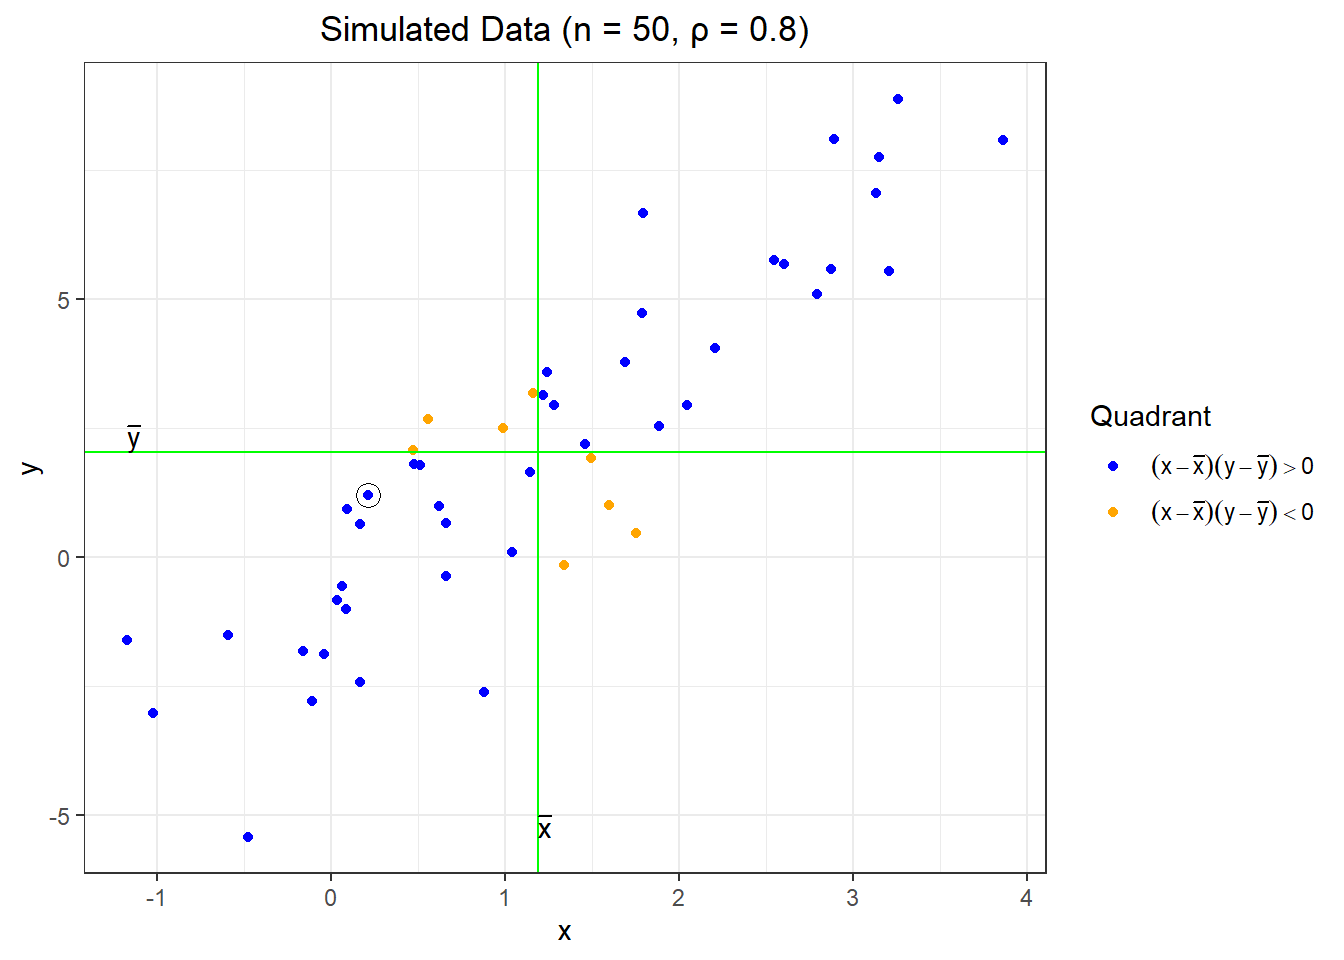 Simulated Data (n = 50, ρ = 0.8)
y
5
0
-5
y̅
x̅
-1 0 1 2 3 4
x
Quadrant
(x − x̅)(y − y̅) > 0
(x − x̅)(y − y̅) < 0